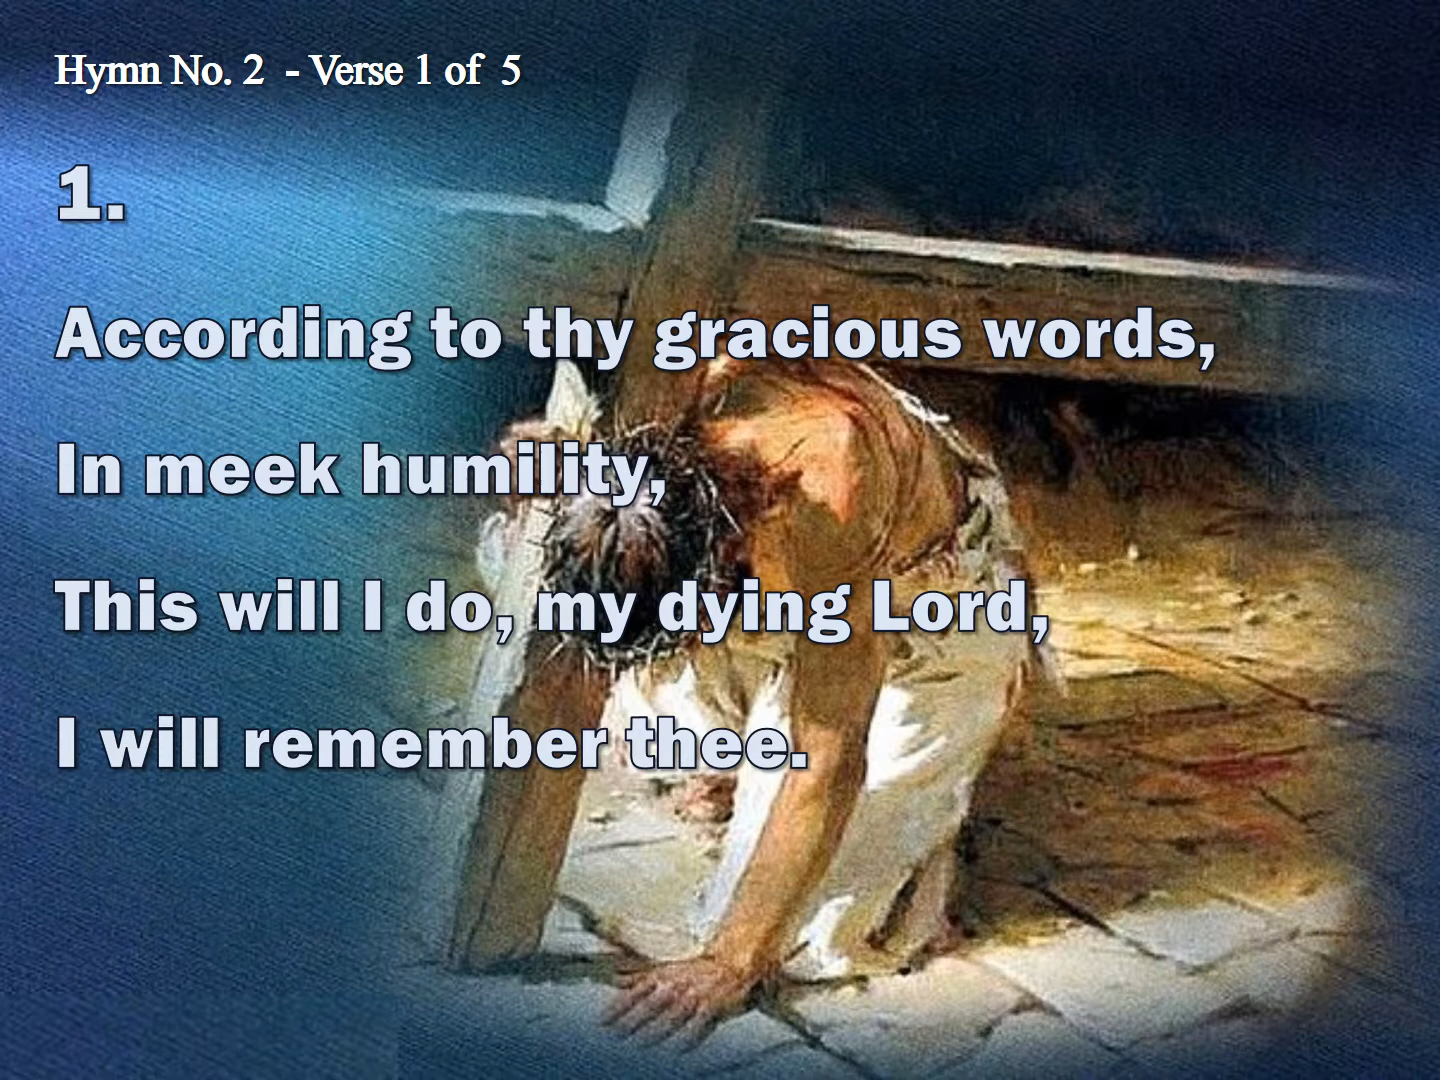 Hymn No. 2 - Verse 1 of 5
1.
According to thy gracious words,
In meek humility,
This will I do, my dying Lord,
I will remember thee.